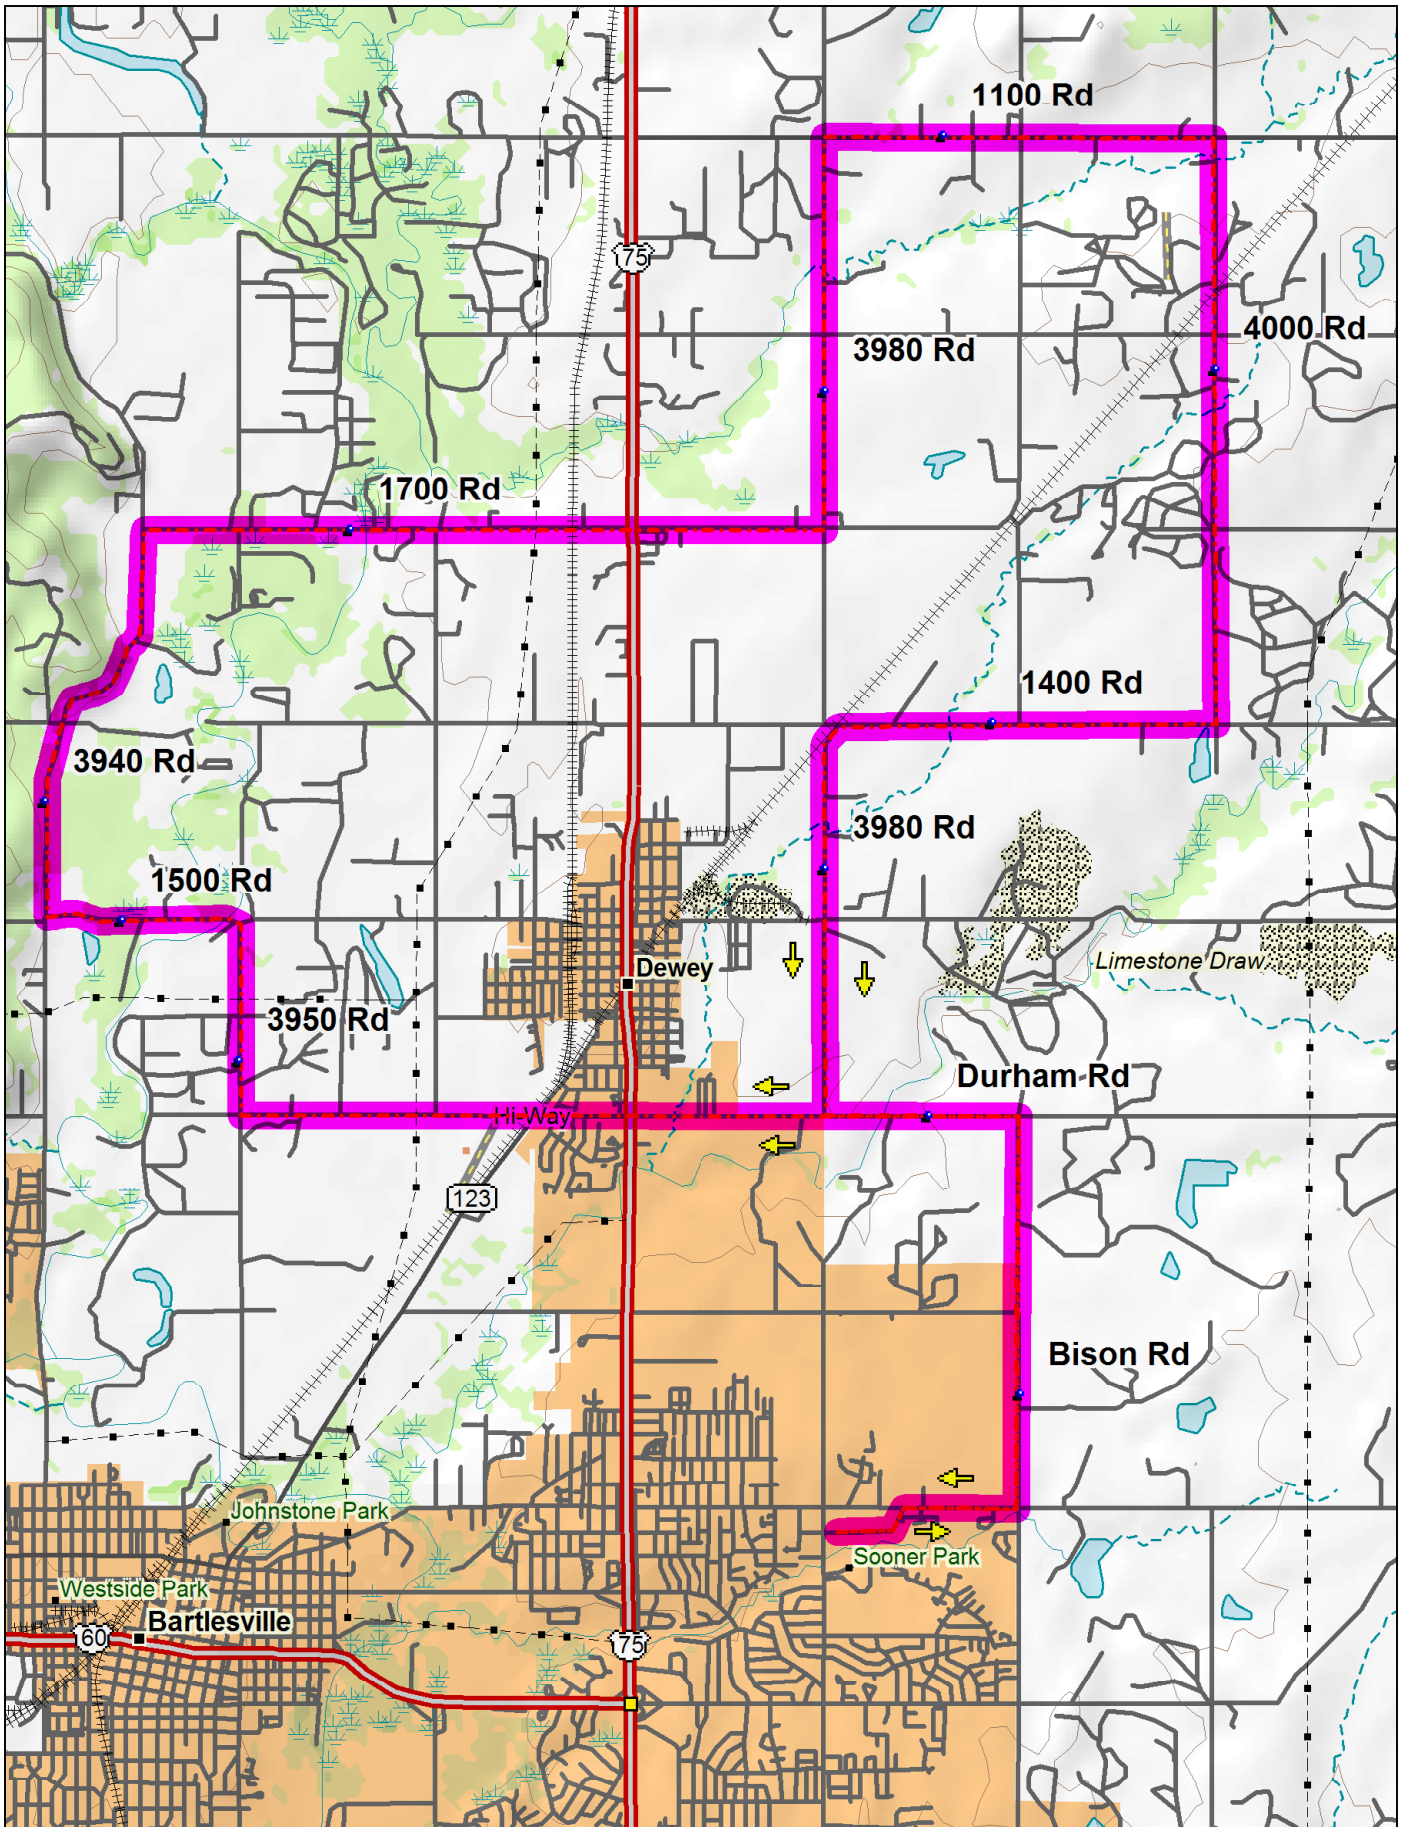 1100 Rd
75
4000 Rd
3980 Rd
1700 Rd
1400 Rd
3940 Rd
3980 Rd
1500 Rd
Dewey
Limestone Draw
3950 Rd
Durham Rd
Hi-Way
123
Bison Rd
Johnstone Park
Sooner Park
Westside Park
Bartlesville
60
75